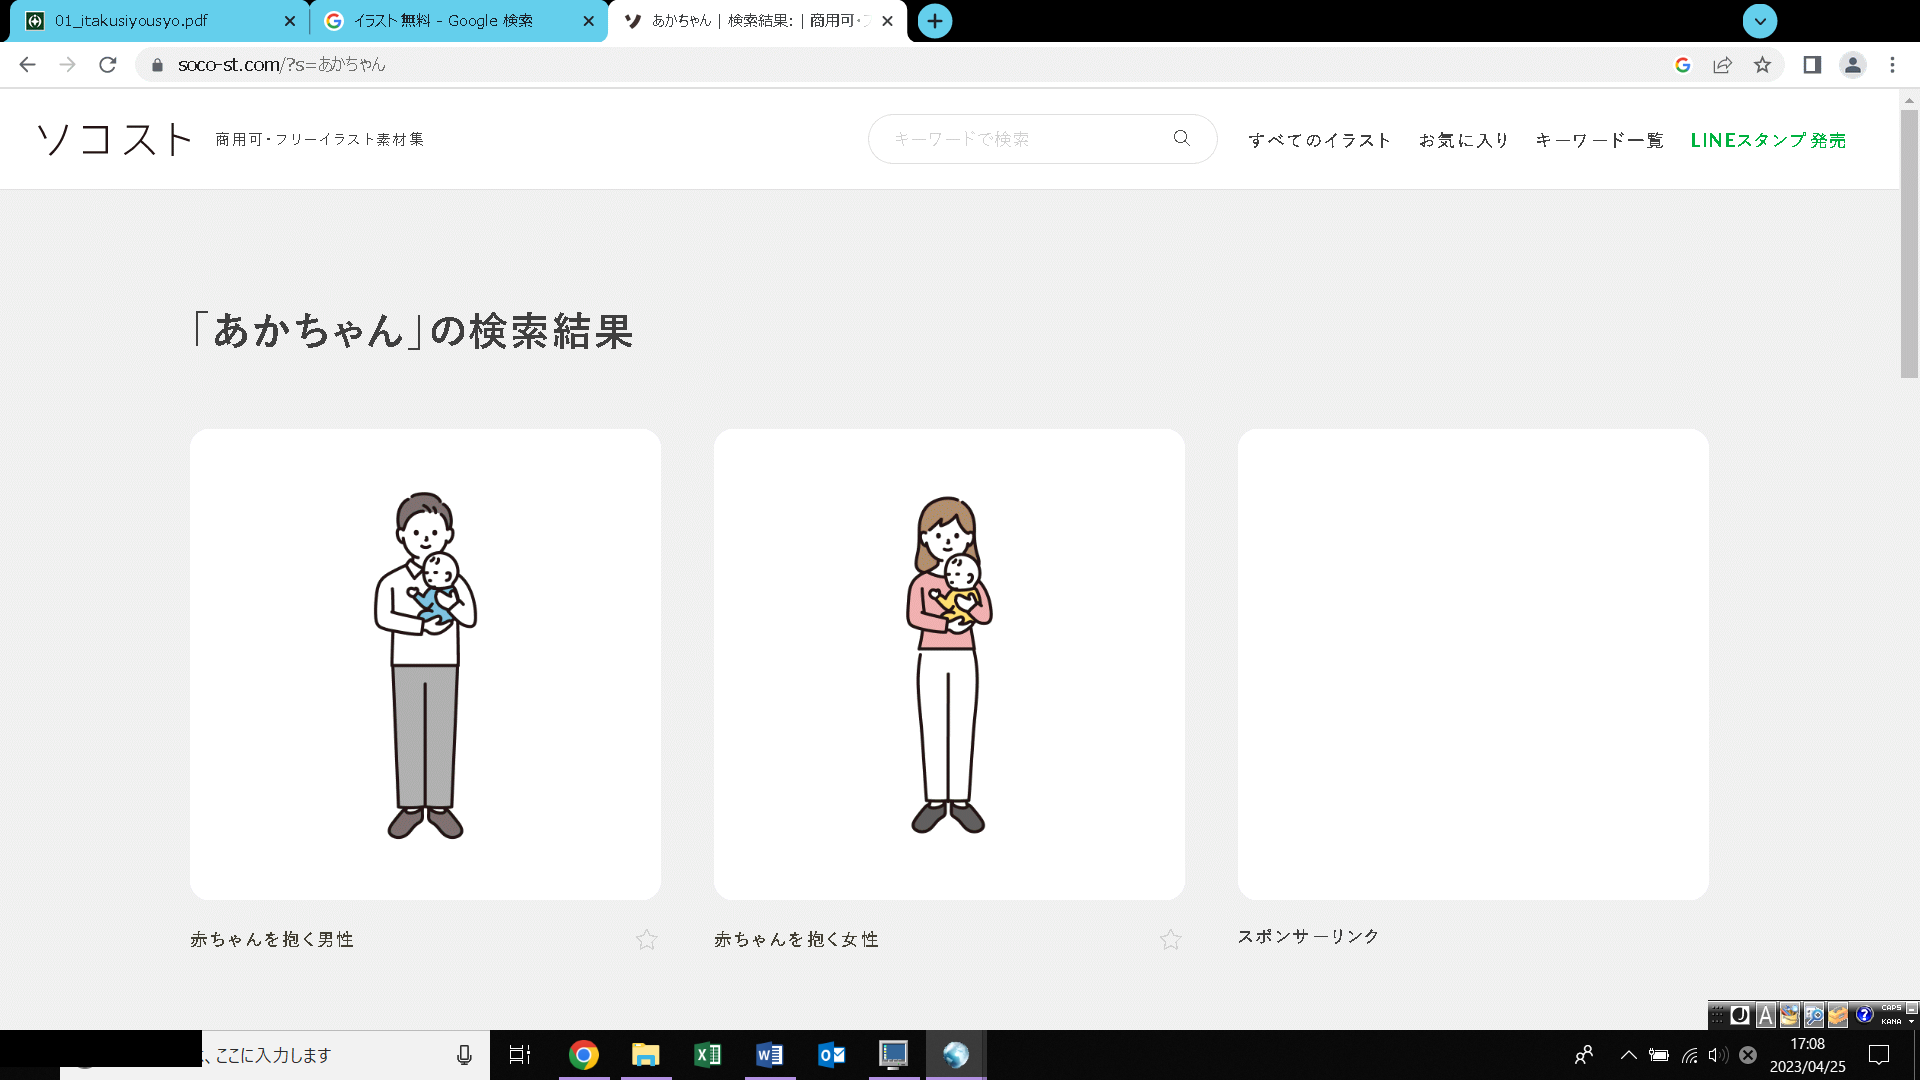 01_itakusiyousyo.pdf
イラスト 無料 - Google 検索
あかちゃん | 検索結果: | 商用可・フ
soco-st.com/?s=あかちゃん
ソコスト
商用可・フリーイラスト素材集
キーワードで検索
すべてのイラスト
お気に入り
キーワード一覧
LINEスタンプ発売
「あかちゃん」の検索結果
赤ちゃんを抱く男性
赤ちゃんを抱く女性
スポンサーリンク
A
CAPS
KANA
、ここに入力します
17:08
2023/04/25